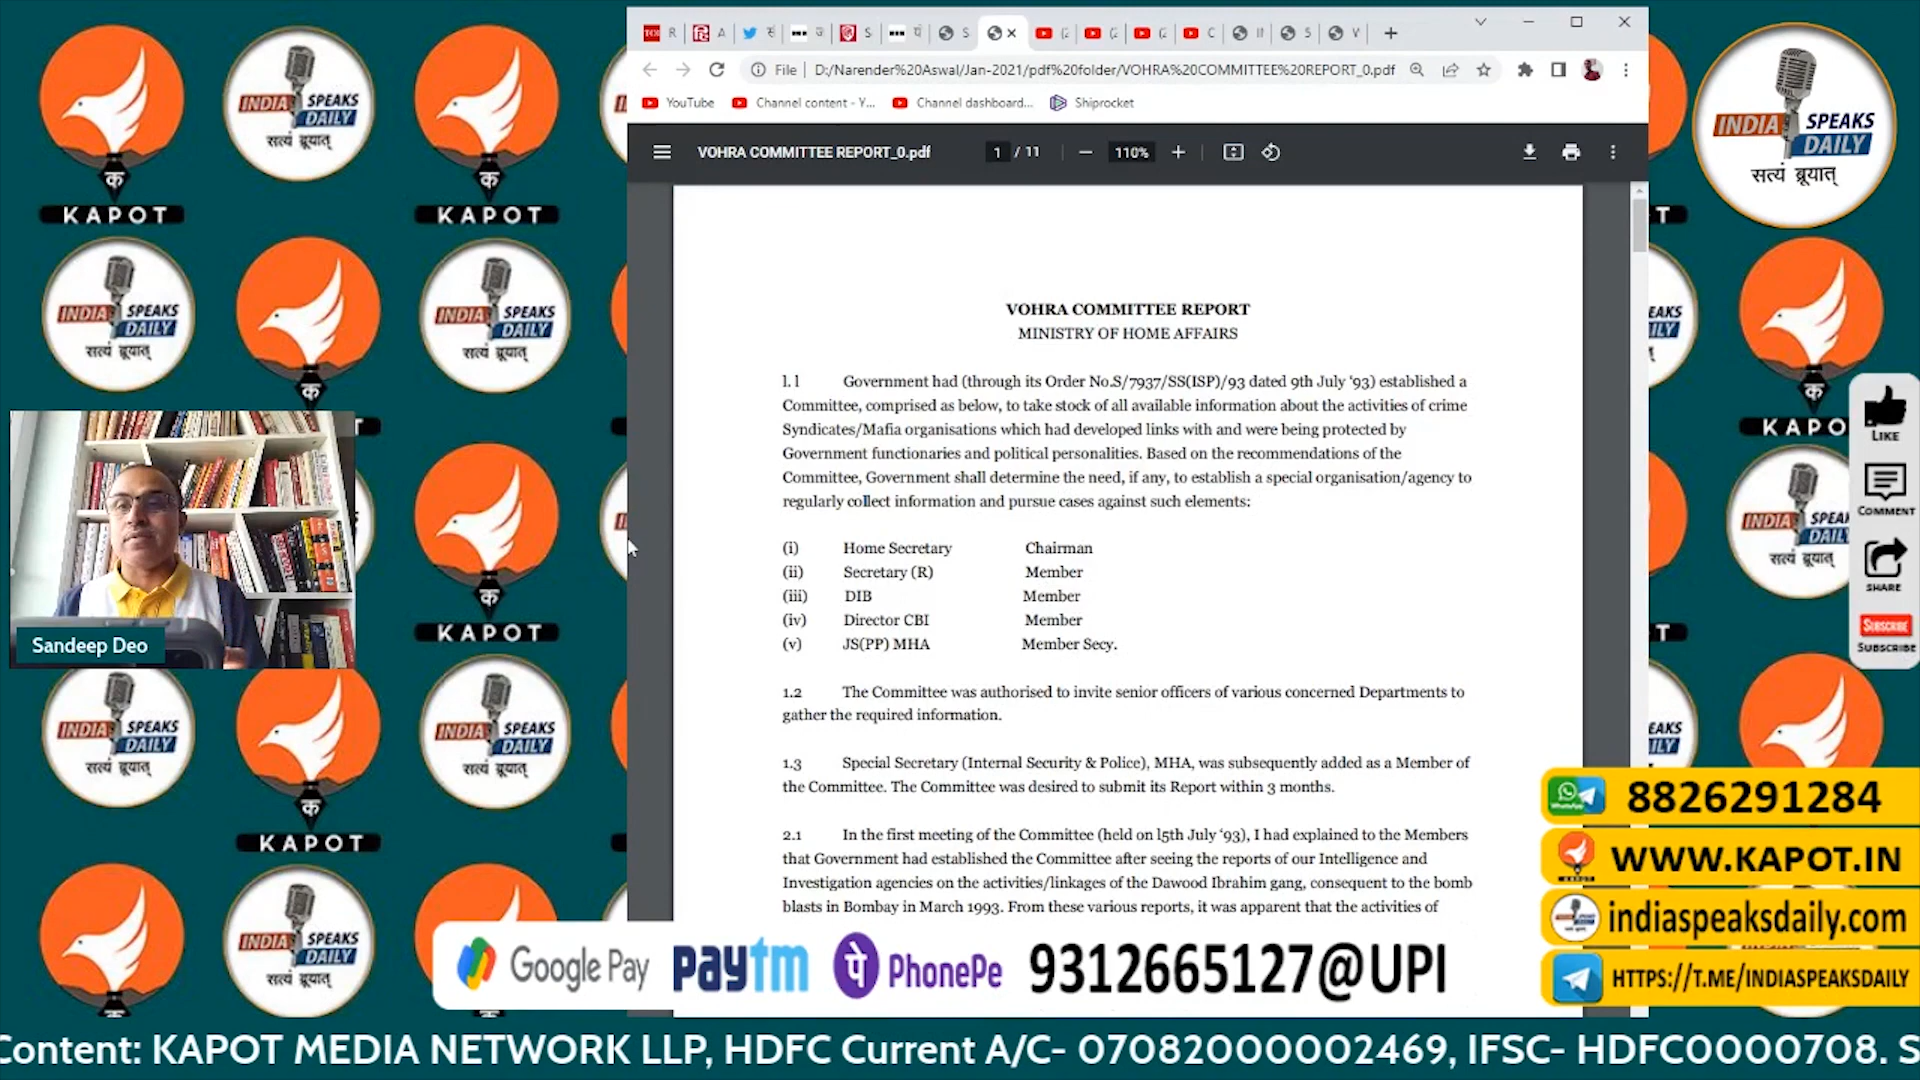 VOHRA COMMITTEE REPORT_0.pdf
1 / 11
110%
File
D:/Narender%20Aswal/Jan-2021/pdf%20folder/VOHRA%20COMMITTEE%20REPORT_0.pdf
YouTube
Channel content - Y...
Channel dashboard...
Shiprocket
VOHRA COMMITTEE REPORT
MINISTRY OF HOME AFFAIRS
1.1 Government had (through its Order No.S/7937/SS(ISP)/93 dated 9th July ‘93) established a
Committee, comprised as below, to take stock of all available information about the activities of crime
Syndicates/Mafia organisations which had developed links with and were being protected by
Government functionaries and political personalities. Based on the recommendations of the
Committee, Government shall determine the need, if any, to establish a special organisation/agency to
regularly collect information and pursue cases against such elements:
(i) Home Secretary Chairman
(ii) Secretary (R) Member
(iii) DIB Member
(iv) Director CBI Member
(v) JS(PP) MHA Member Secy.
1.2 The Committee was authorised to invite senior officers of various concerned Departments to
gather the required information.
1.3 Special Secretary (Internal Security & Police), MHA, was subsequently added as a Member of
the Committee. The Committee was desired to submit its Report within 3 months.
2.1 In the first meeting of the Committee (held on l5th July ‘93), I had explained to the Members
that Government had established the Committee after seeing the reports of our Intelligence and
Investigation agencies on the activities/linkages of the Dawood Ibrahim gang, consequent to the bomb
blasts in Bombay in March 1993. From these various reports, it was apparent that the activities of
Sandeep Deo
INDIA SPEAKS
DAILY
सत्यं ब्रूयात्
क
KAPOT
LIKE
COMMENT
SHARE
SUBSCRIBE
SUBSCRIBE
8826291284
WWW.KAPOT.IN
indiaspeaksdaily.com
HTTPS://T.ME/INDIASPEAKSDAILY
Google Pay paytm पे PhonePe 9312665127@UPI
Content: KAPOT MEDIA NETWORK LLP, HDFC Current A/C- 07082000002469, IFSC- HDFC0000708. S